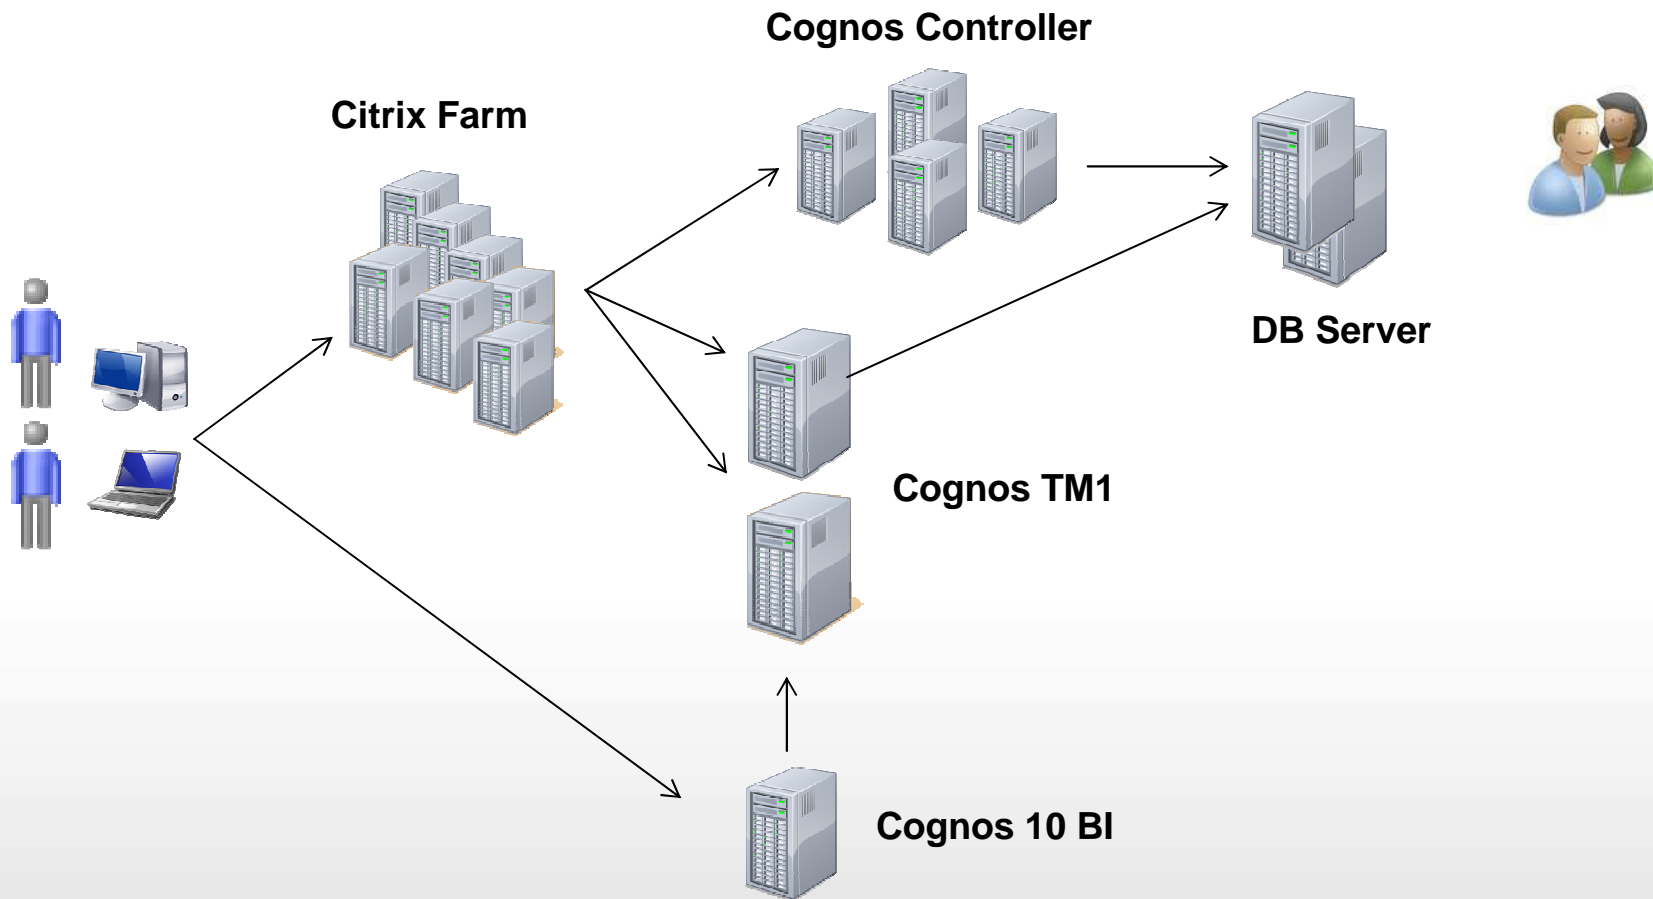 Cognos Controller
Citrix Farm
DB Server
Cognos TM1
Cognos 10 BI